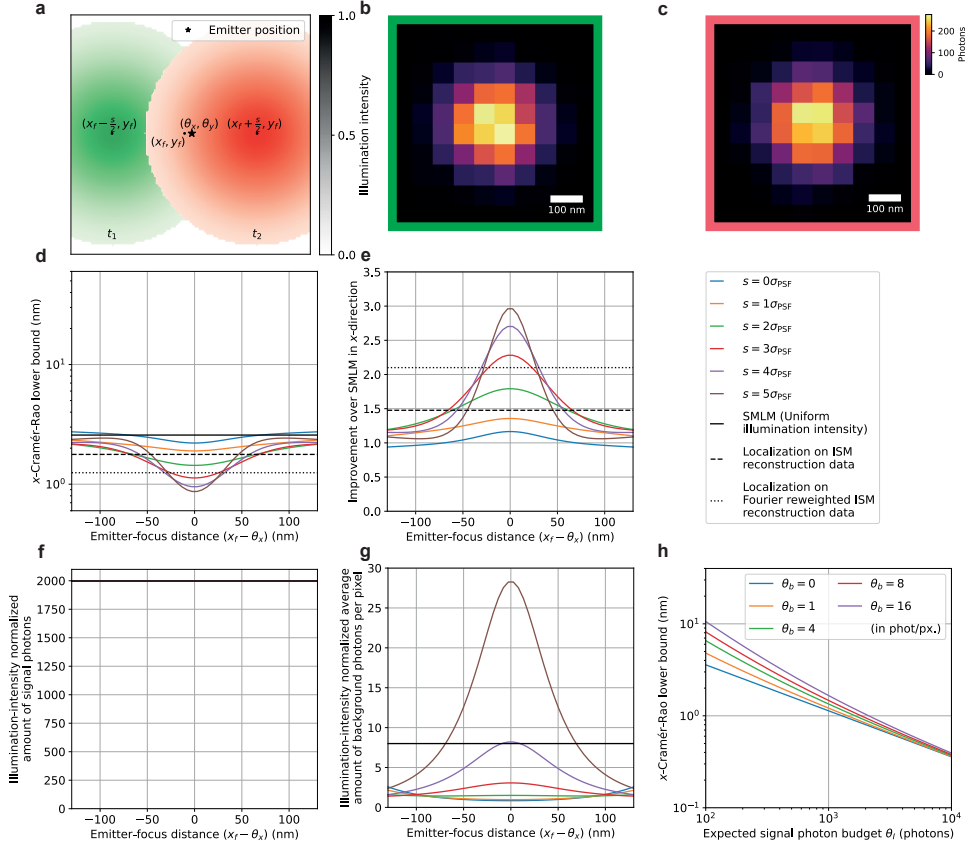 a
★ Emitter position
(x_f − s/2, y_f)
(θ_x, θ_y)
(x_f + s/2, y_f)
(x_f, y_f)
t_1
t_2
1.0
0.5
0.0
Illumination intensity
b
100 nm
c
100 nm
200
100
0
Photons
d
x-Cramér-Rao lower bound (nm)
10^1
10^0
−100 −50 0 50 100
Emitter-focus distance (x_f − θ_x) (nm)
e
Improvement over SMLM in x-direction
3.5
3.0
2.5
2.0
1.5
1.0
0.5
0.0
−100 −50 0 50 100
Emitter-focus distance (x_f − θ_x) (nm)
s = 0σ_PSF
s = 1σ_PSF
s = 2σ_PSF
s = 3σ_PSF
s = 4σ_PSF
s = 5σ_PSF
SMLM (Uniform
illumination intensity)
Localization on ISM
reconstruction data
Localization on
Fourier reweighted ISM
reconstruction data
f
Illumination-intensity normalized
amount of signal photons
2000
1750
1500
1250
1000
750
500
250
0
−100 −50 0 50 100
Emitter-focus distance (x_f − θ_x) (nm)
g
Illumination-intensity normalized average
amount of background photons per pixel
30
25
20
15
10
5
0
−100 −50 0 50 100
Emitter-focus distance (x_f − θ_x) (nm)
h
x-Cramér-Rao lower bound (nm)
θ_b = 0
θ_b = 1
θ_b = 4
θ_b = 8
θ_b = 16
(in phot/px.)
10^1
10^0
10^−1
10^2 10^3 10^4
Expected signal photon budget θ_I (photons)